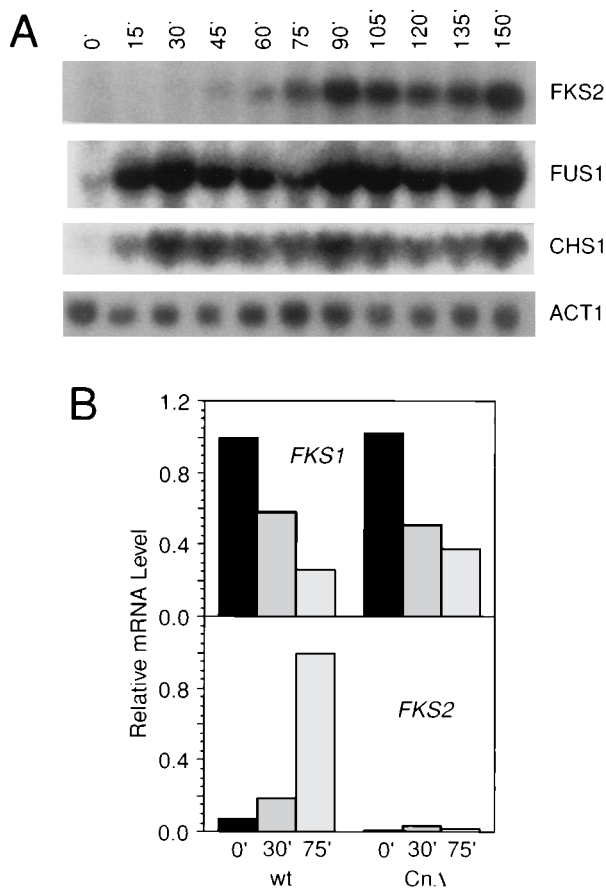 A
0' 15' 30' 45' 60' 75' 90' 105' 120' 135' 150'
FKS2
FUS1
CHS1
ACT1
B
Relative mRNA Level
1.2
0.8
0.4
0.0
FKS1
0.8
0.4
0.0
FKS2
0' 30' 75' 0' 30' 75'
wt Cn∆